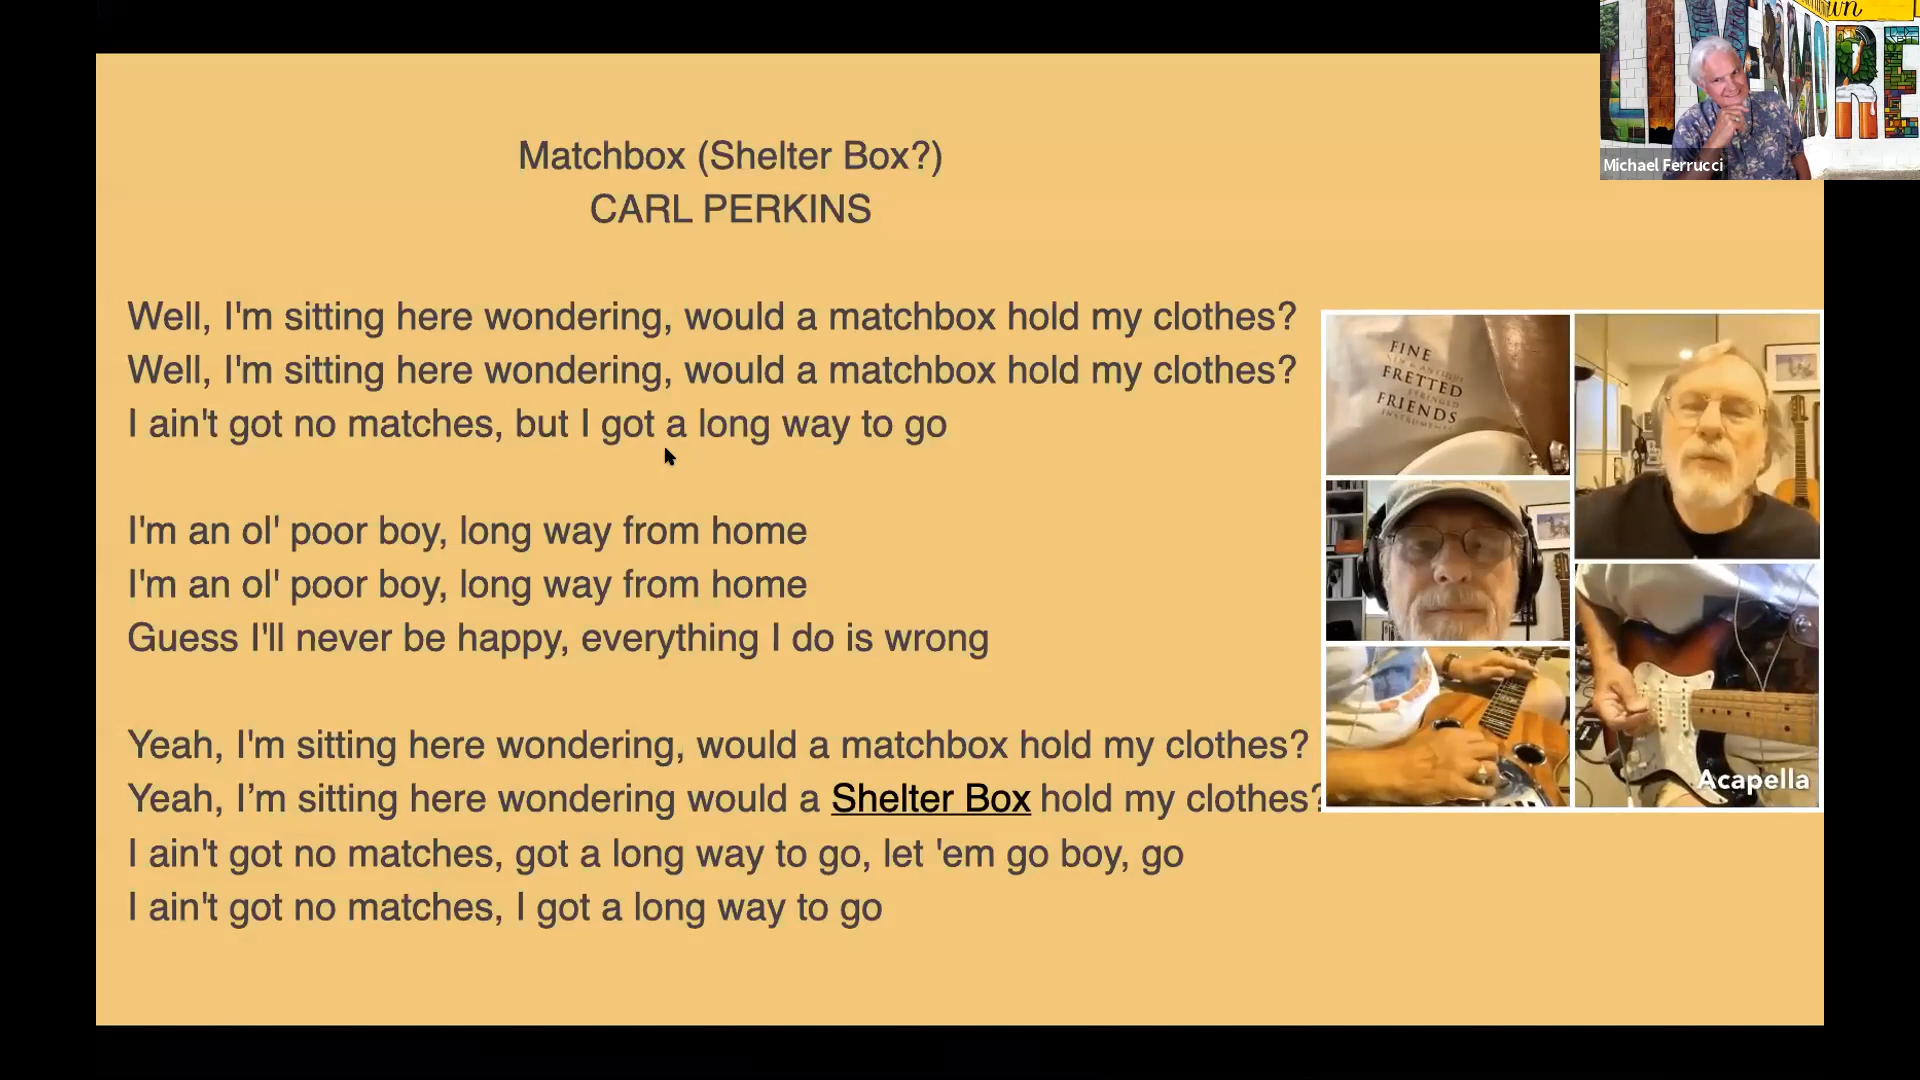 Matchbox (Shelter Box?)
CARL PERKINS
Well, I'm sitting here wondering, would a matchbox hold my clothes?
Well, I'm sitting here wondering, would a matchbox hold my clothes?
I ain't got no matches, but I got a long way to go
I'm an ol' poor boy, long way from home
I'm an ol' poor boy, long way from home
Guess I'll never be happy, everything I do is wrong
Yeah, I'm sitting here wondering, would a matchbox hold my clothes?
Yeah, I’m sitting here wondering would a Shelter Box hold my clothes?
I ain't got no matches, got a long way to go, let 'em go boy, go
I ain't got no matches, I got a long way to go
LIVERMORE
Michael Ferrucci
FINE
FRETTED
STRINGED
FRIENDS
INSTRUMENTS
Acapella